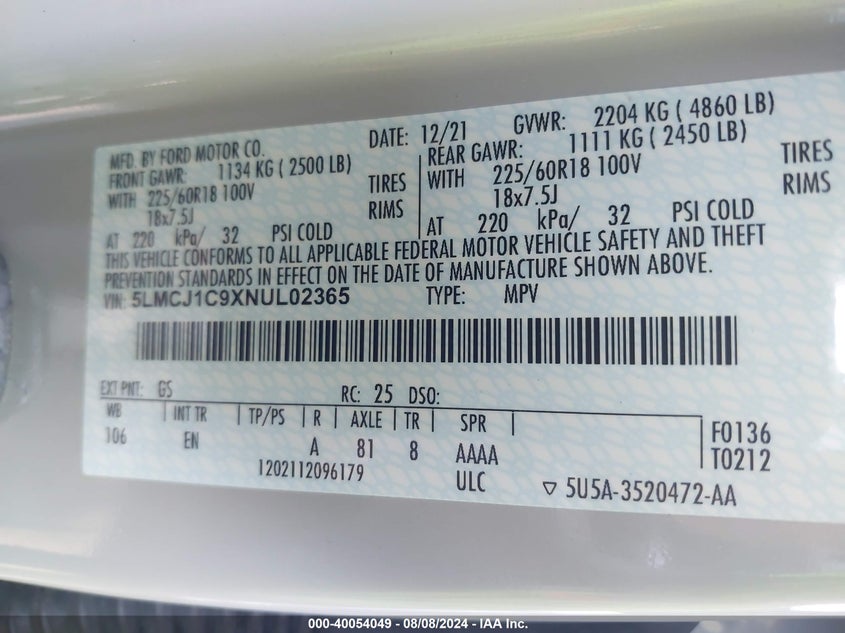 MFD. BY FORD MOTOR CO. DATE: 12/21 GVWR: 2204 KG ( 4860 LB)
FRONT GAWR: 1134 KG ( 2500 LB) REAR GAWR: 1111 KG ( 2450 LB)
WITH 225/60R18 100V TIRES WITH 225/60R18 100V TIRES
18x7.5J RIMS 18x7.5J RIMS
AT 220 kPa/ 32 PSI COLD AT 220 kPa/ 32 PSI COLD
THIS VEHICLE CONFORMS TO ALL APPLICABLE FEDERAL MOTOR VEHICLE SAFETY AND THEFT
PREVENTION STANDARDS IN EFFECT ON THE DATE OF MANUFACTURE SHOWN ABOVE.
VIN: 5LMCJ1C9XNUL02365 TYPE: MPV
EXT PNT: GS RC: 25 DSO:
WB INT TR TP/PS R AXLE TR SPR F0136
106 EN A 81 8 AAAA T0212
1202112096179 ULC ▽ 5U5A-3520472-AA
000-40054049 - 08/08/2024 - IAA Inc.